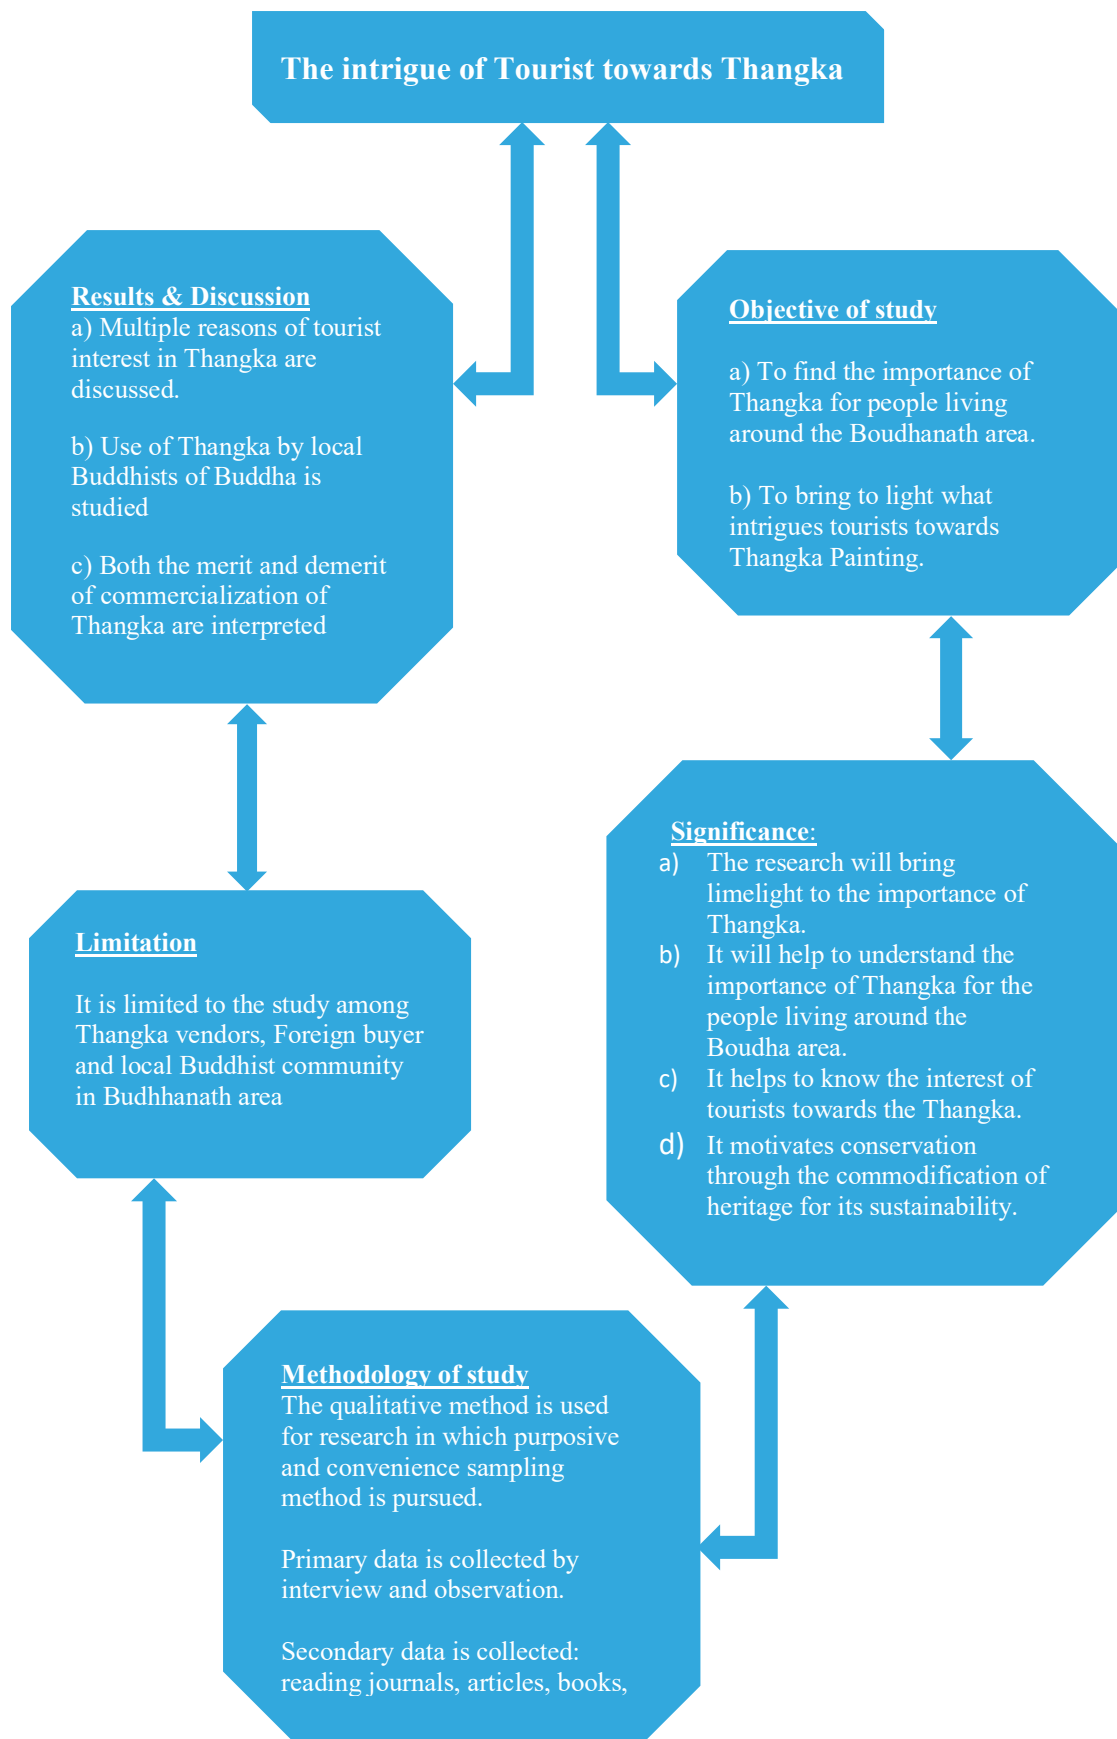 The intrigue of Tourist towards Thangka
Results & Discussion
a) Multiple reasons of tourist
interest in Thangka are
discussed.
b) Use of Thangka by local
Buddhists of Buddha is
studied
c) Both the merit and demerit
of commercialization of
Thangka are interpreted
Objective of study
a) To find the importance of
Thangka for people living
around the Boudhanath area.
b) To bring to light what
intrigues tourists towards
Thangka Painting.
Significance:
a) The research will bring
limelight to the importance of
Thangka.
b) It will help to understand the
importance of Thangka for the
people living around the
Boudha area.
c) It helps to know the interest of
tourists towards the Thangka.
d) It motivates conservation
through the commodification of
heritage for its sustainability.
Limitation
It is limited to the study among
Thangka vendors, Foreign buyer
and local Buddhist community
in Budhhanath area
Methodology of study
The qualitative method is used
for research in which purposive
and convenience sampling
method is pursued.
Primary data is collected by
interview and observation.
Secondary data is collected:
reading journals, articles, books,